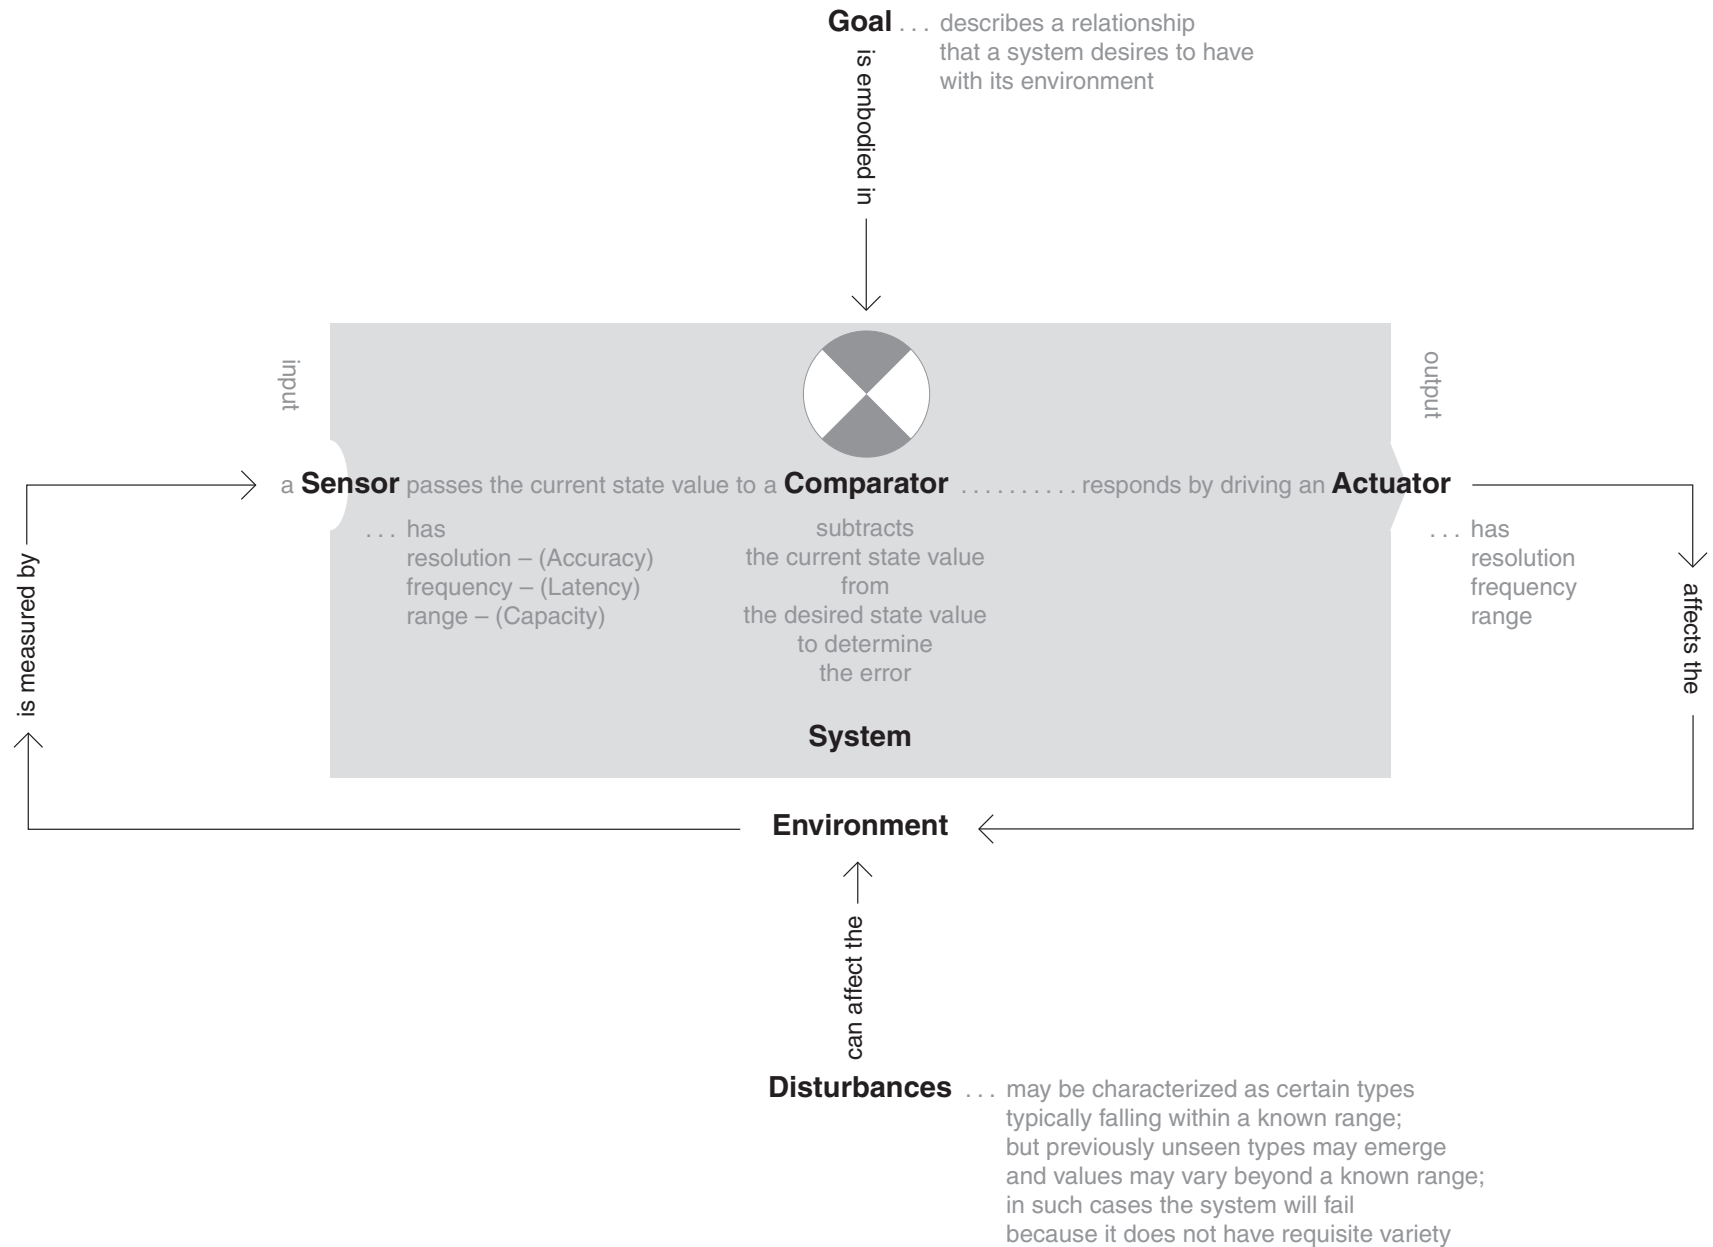 Goal . . . describes a relationship
that a system desires to have
with its environment
is embodied in
input
output
a Sensor passes the current state value to a Comparator . . . . . . . . . . responds by driving an Actuator
. . . has
resolution – (Accuracy)
frequency – (Latency)
range – (Capacity)
subtracts
the current state value
from
the desired state value
to determine
the error
. . . has
resolution
frequency
range
is measured by
affects the
System
Environment
can affect the
Disturbances . . . may be characterized as certain types
typically falling within a known range;
but previously unseen types may emerge
and values may vary beyond a known range;
in such cases the system will fail
because it does not have requisite variety